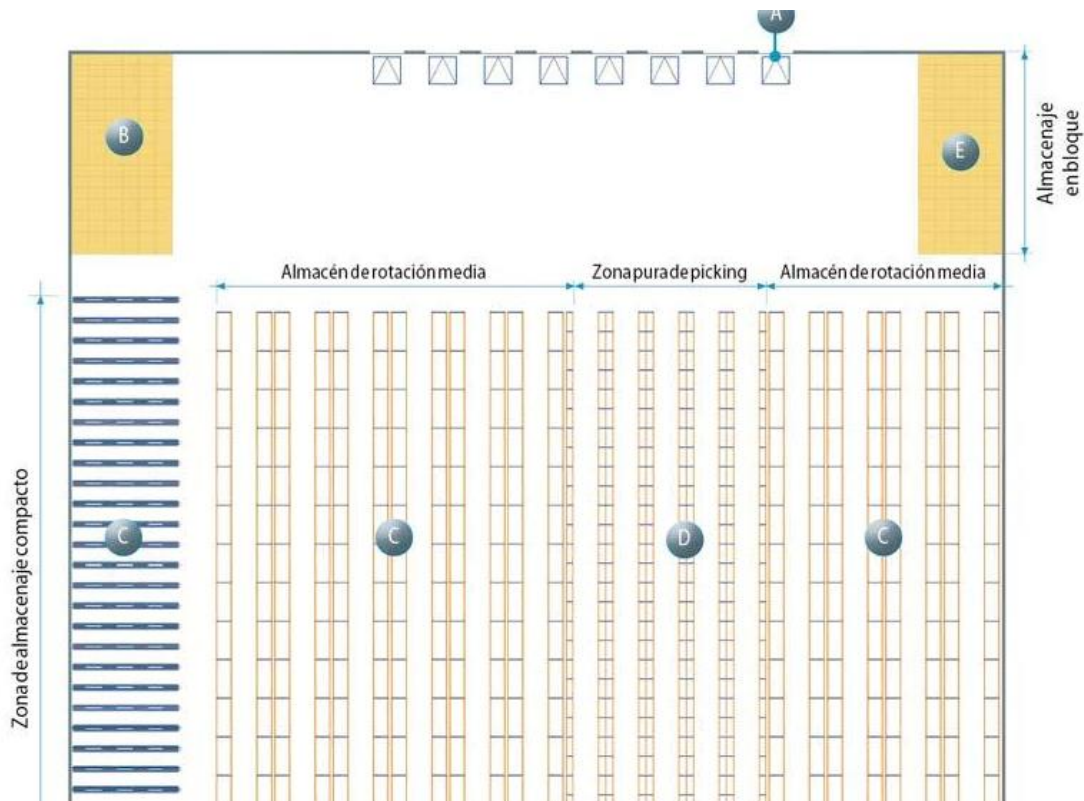 A
B
E
Almacenaje
en bloque
Almacén de rotación media
Zona pura de picking
Almacén de rotación media
Zona de almacenaje compacto
C
C
D
C